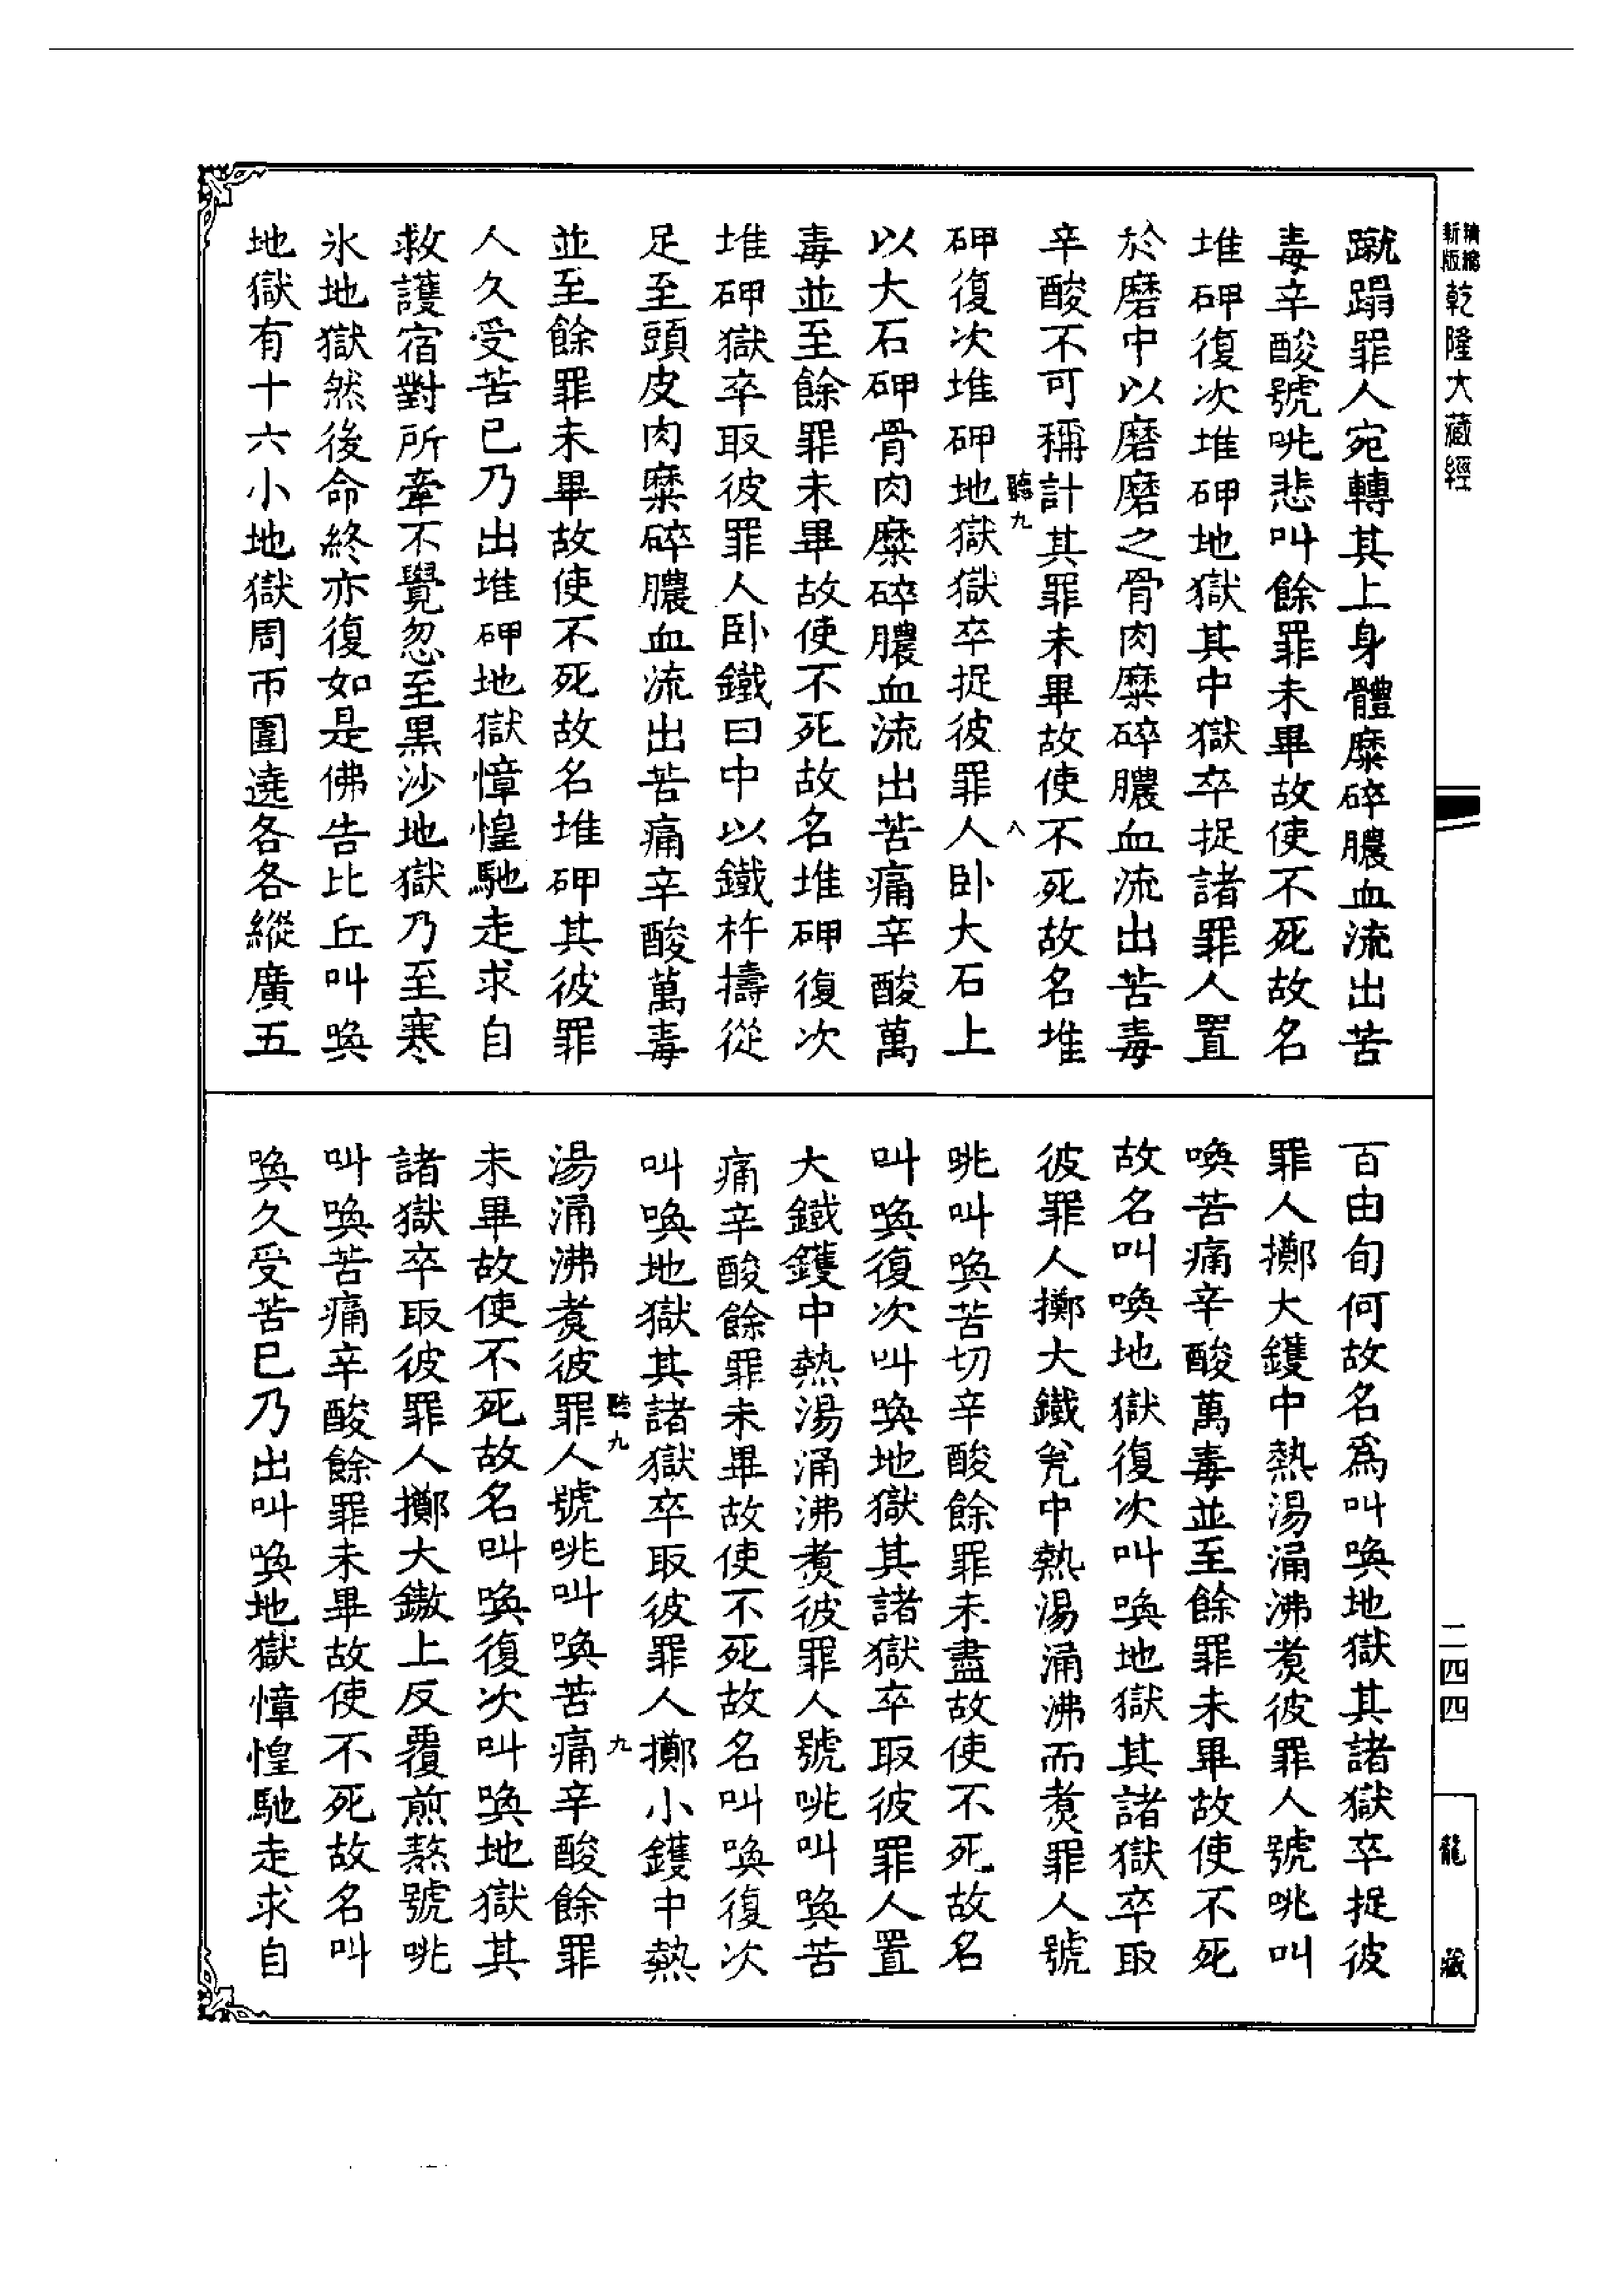 精縮
新版
乾隆大藏經
蹴蹋罪人宛轉其上身體糜碎膿血流出苦
毒辛酸號咷悲叫餘罪未畢故使不死故名
堆砷復次堆砷地獄其中獄卒捉諸罪人置
於磨中以磨磨之骨肉糜碎膿血流出苦毒
辛酸不可稱計其罪未畢故使不死故名堆
聽九
八
砷復次堆砷地獄獄卒捉彼罪人卧大石上
以大石砷骨肉糜碎膿血流出苦痛辛酸萬
毒並至餘罪未畢故使不死故名堆砷復次
堆砷獄卒取彼罪人卧鐵臼中以鐵杵擣從
足至頭皮肉糜碎膿血流出苦痛辛酸萬毒
並至餘罪未畢故使不死故名堆砷其彼罪
人久受苦已乃出堆砷地獄慞惶馳走求自
救護宿對所牽不覺忽至黑沙地獄乃至寒
氷地獄然後命終亦復如是佛告比丘叫喚
地獄有十六小地獄周帀圍遶各各縱廣五
百由旬何故名為叫喚地獄其諸獄卒捉彼
罪人擲大鑊中熱湯涌沸煑彼罪人號咷叫
喚苦痛辛酸萬毒並至餘罪未畢故使不死
故名叫喚地獄復次叫喚地獄其諸獄卒取
彼罪人擲大鐵瓮中熱湯涌沸而煑罪人號
咷叫喚苦切辛酸餘罪未盡故使不死故名
叫喚復次叫喚地獄其諸獄卒取彼罪人置
大鐵鑊中熱湯涌沸煑彼罪人號咷叫喚苦
痛辛酸餘罪未畢故使不死故名叫喚復次
叫喚地獄其諸獄卒取彼罪人擲小鑊中熱
聽九
九
湯涌沸煑彼罪人號咷叫喚苦痛辛酸餘罪
未畢故使不死故名叫喚復次叫喚地獄其
諸獄卒取彼罪人擲大鏊上反覆煎熬號咷
叫喚苦痛辛酸餘罪未畢故使不死故名叫
喚久受苦已乃出叫喚地獄慞惶馳走求自
二四四
龍藏